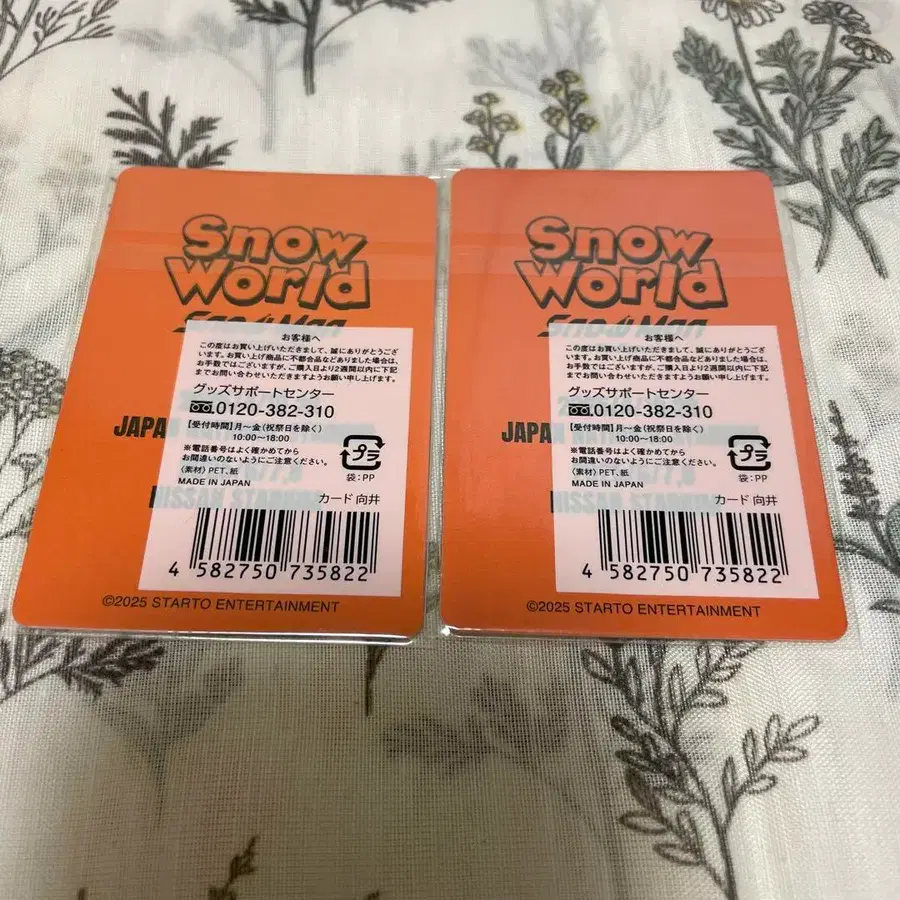 Snow
World
Snow Man
お客様へ
この度はお買い上げいただきまして、誠にありがとうござ
います。お買い上げ商品に不都合品などありました場合は、
お手数ではございますが、ご購入日より2週間以内に下記
までお問い合わせいただきますようお願い申し上げます。
グッズサポートセンター
0120-382-310
【受付時間】月〜金(祝祭日を除く)
10:00〜18:00
※電話番号はよく確かめてから
お間違いのないようにご注意ください。
〈素材〉PET、紙
MADE IN JAPAN
プラ
袋:PP
カード 向井
JAPAN
NISSAN STADIUM
4 582750 735822
©2025 STARTO ENTERTAINMENT
Snow
World
Snow Man
お客様へ
この度はお買い上げいただきまして、誠にありがとうござ
います。お買い上げ商品に不都合品などありました場合は、
お手数ではございますが、ご購入日より2週間以内に下記
までお問い合わせいただきますようお願い申し上げます。
グッズサポートセンター
0120-382-310
【受付時間】月〜金(祝祭日を除く)
10:00〜18:00
※電話番号はよく確かめてから
お間違いのないようにご注意ください。
〈素材〉PET、紙
MADE IN JAPAN
プラ
袋:PP
カード 向井
JAPAN
NISSAN STADIUM
4 582750 735822
©2025 STARTO ENTERTAINMENT